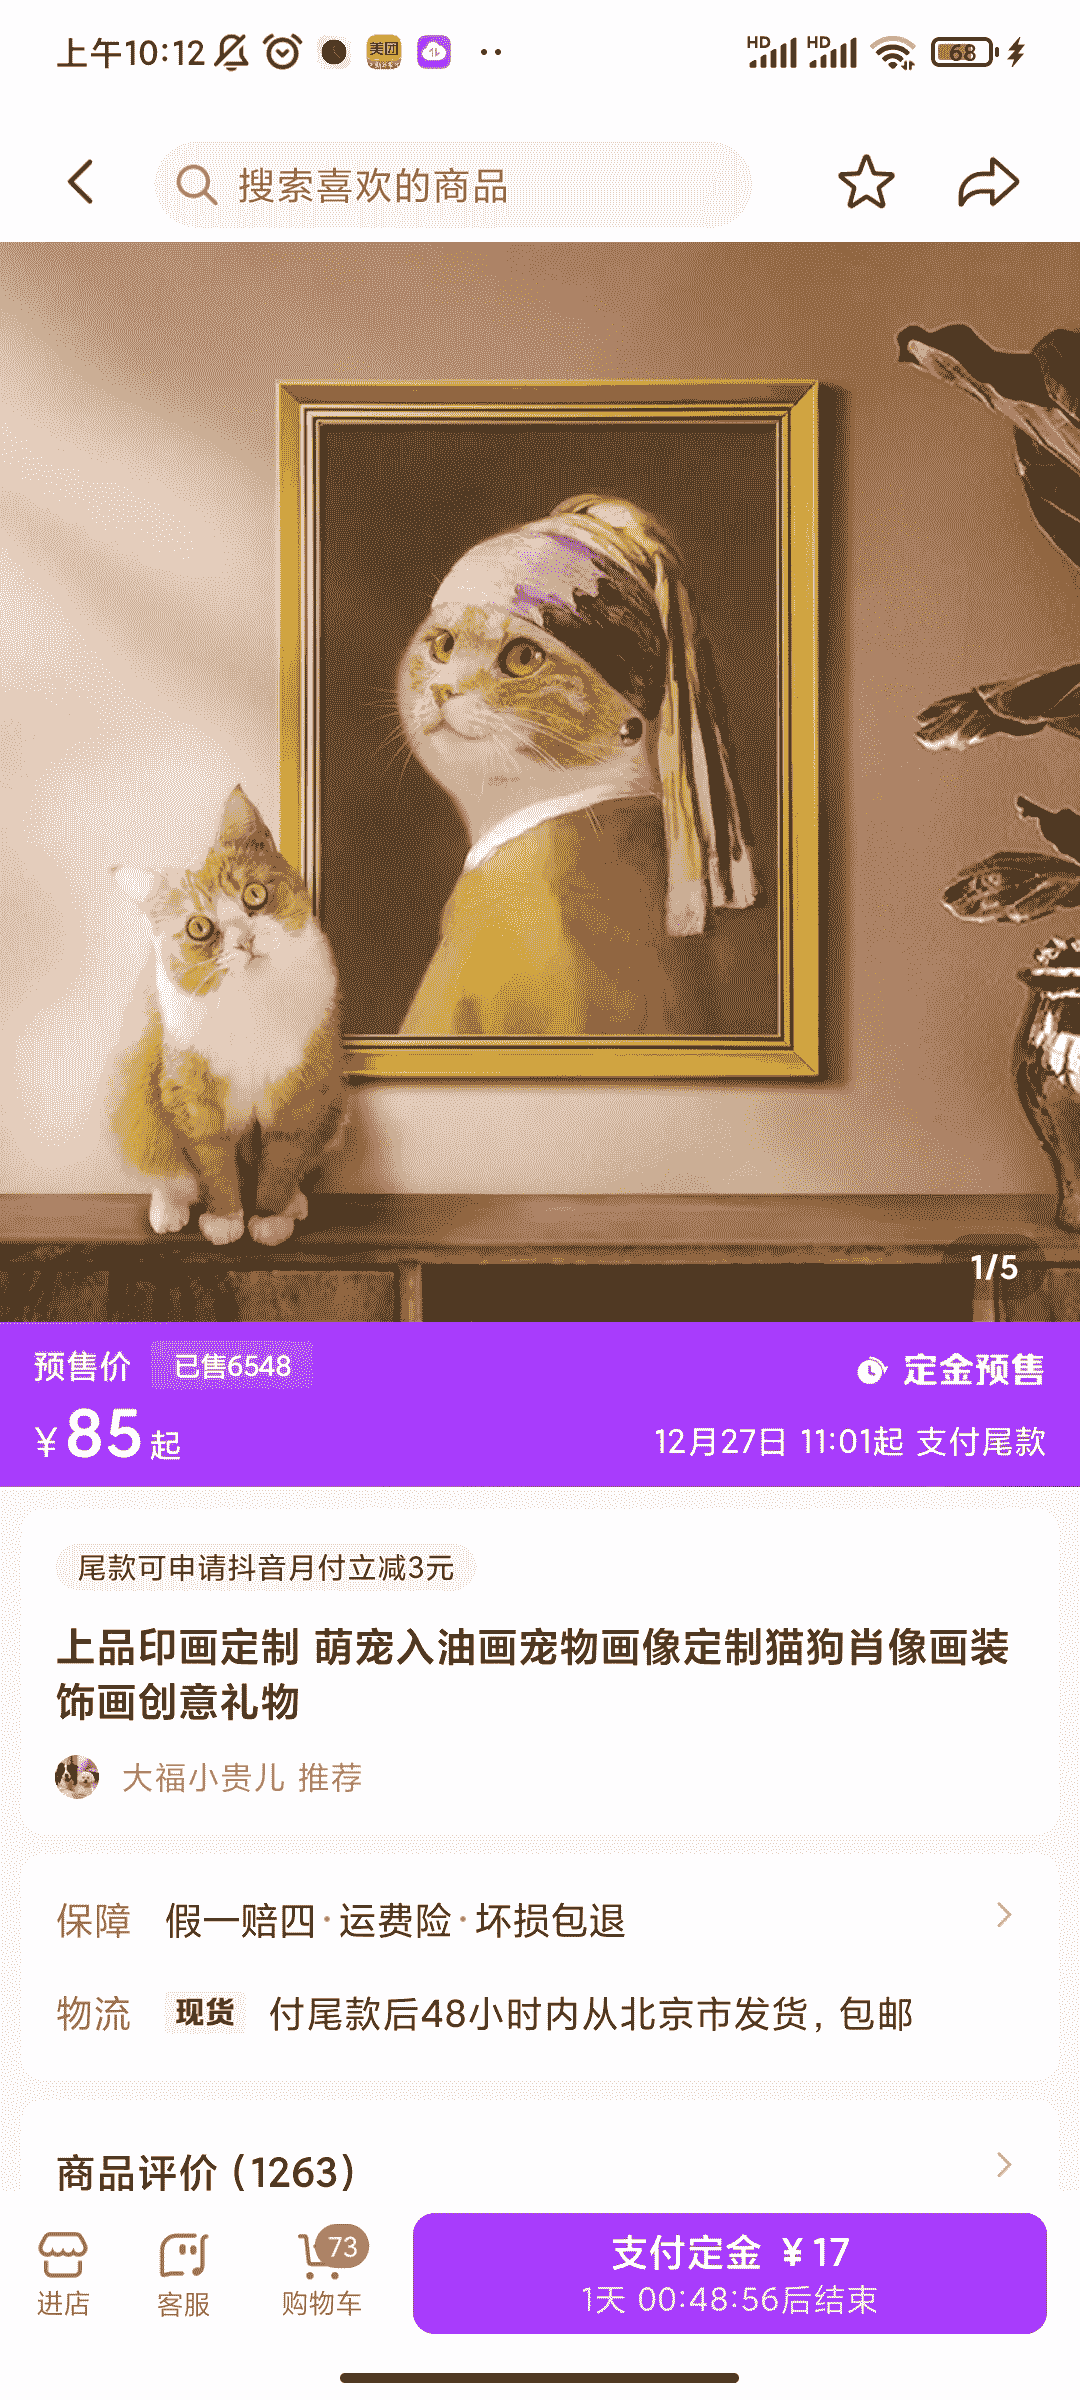 上午10:12
美团
HD HD 68
搜索喜欢的商品
1/5
预售价 已售6548
定金预售
¥85起
12月27日 11:01起 支付尾款
尾款可申请抖音月付立减3元
上品印画定制 萌宠入油画宠物画像定制猫狗肖像画装
饰画创意礼物
大福小贵儿 推荐
保障 假一赔四·运费险·坏损包退
物流 现货 付尾款后48小时内从北京市发货，包邮
商品评价 (1263)
进店
客服
73
购物车
支付定金 ¥17
1天 00:48:56后结束